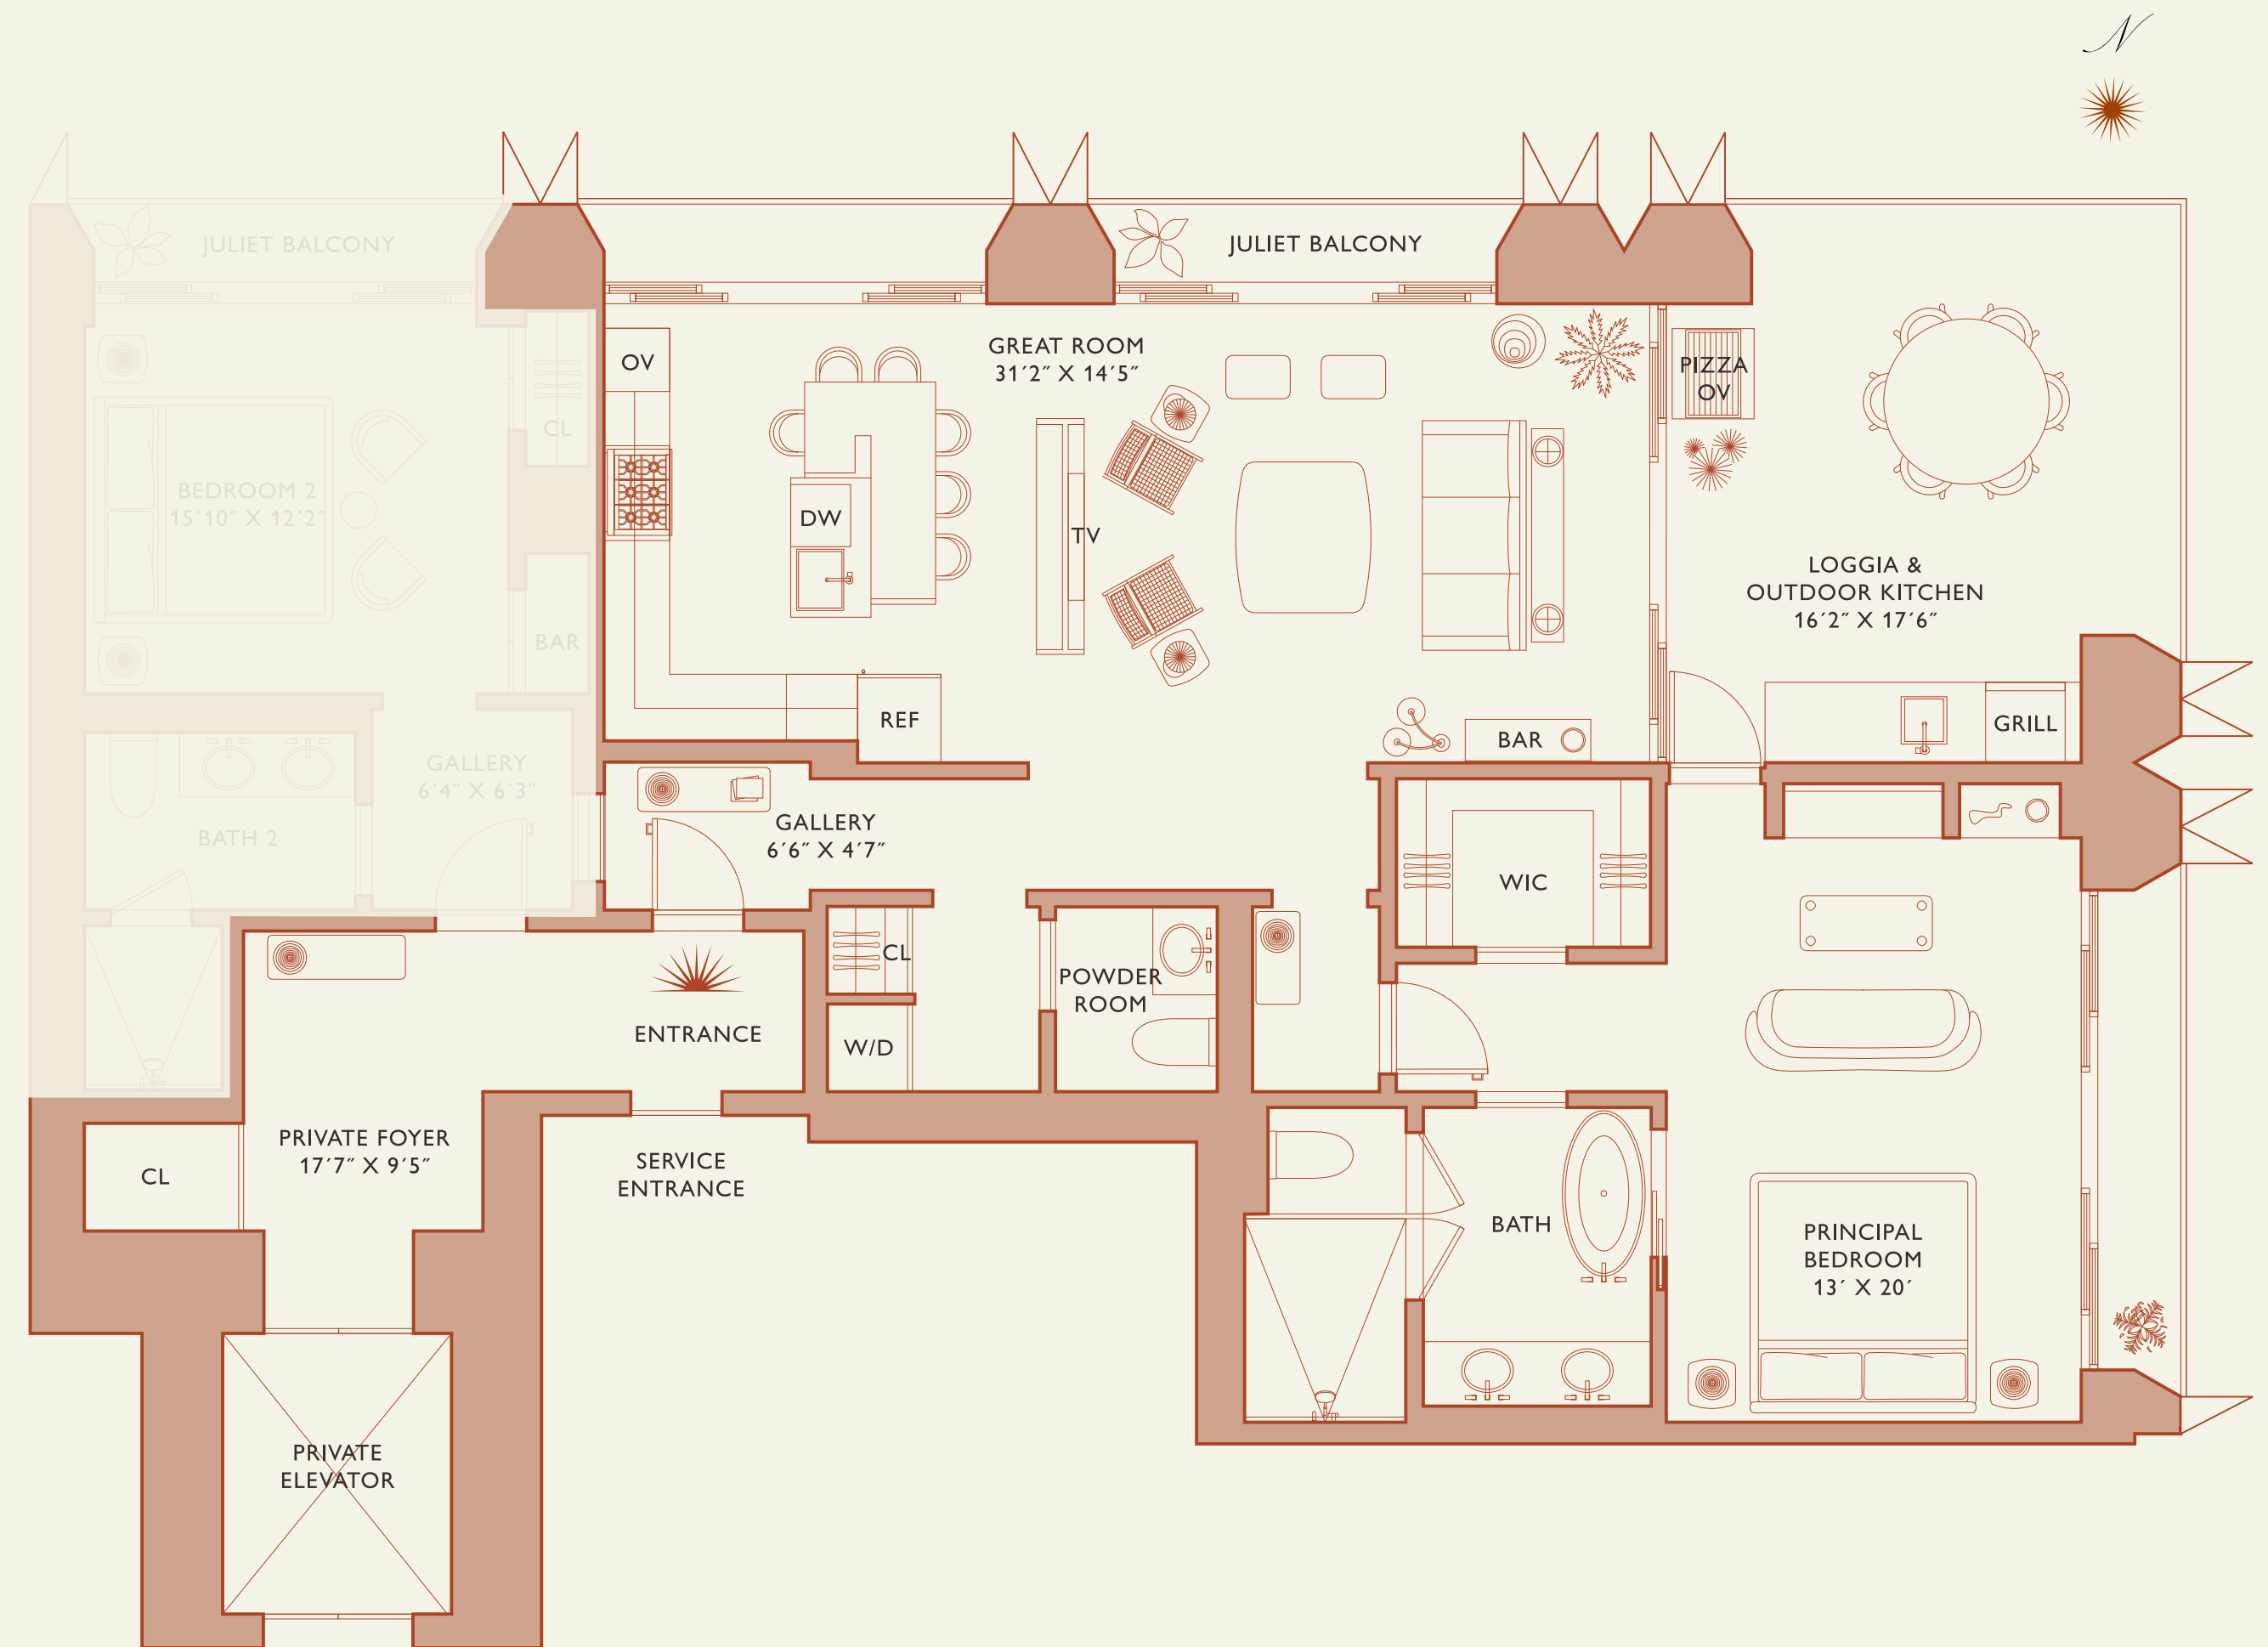 N
JULIET BALCONY
JULIET BALCONY
GREAT ROOM
31´2˝ X 14´5˝
OV
PIZZA
OV
CL
BEDROOM 2
15´10˝ X 12´2˝
DW
TV
LOGGIA &
OUTDOOR KITCHEN
16´2˝ X 17´6˝
BAR
REF
BAR
GRILL
GALLERY
6´4˝ X 6´3˝
BATH 2
GALLERY
6´6˝ X 4´7˝
WIC
CL
POWDER
ROOM
ENTRANCE
W/D
PRIVATE FOYER
17´7˝ X 9´5˝
CL
SERVICE
ENTRANCE
BATH
PRINCIPAL
BEDROOM
13´ X 20´
PRIVATE
ELEVATOR